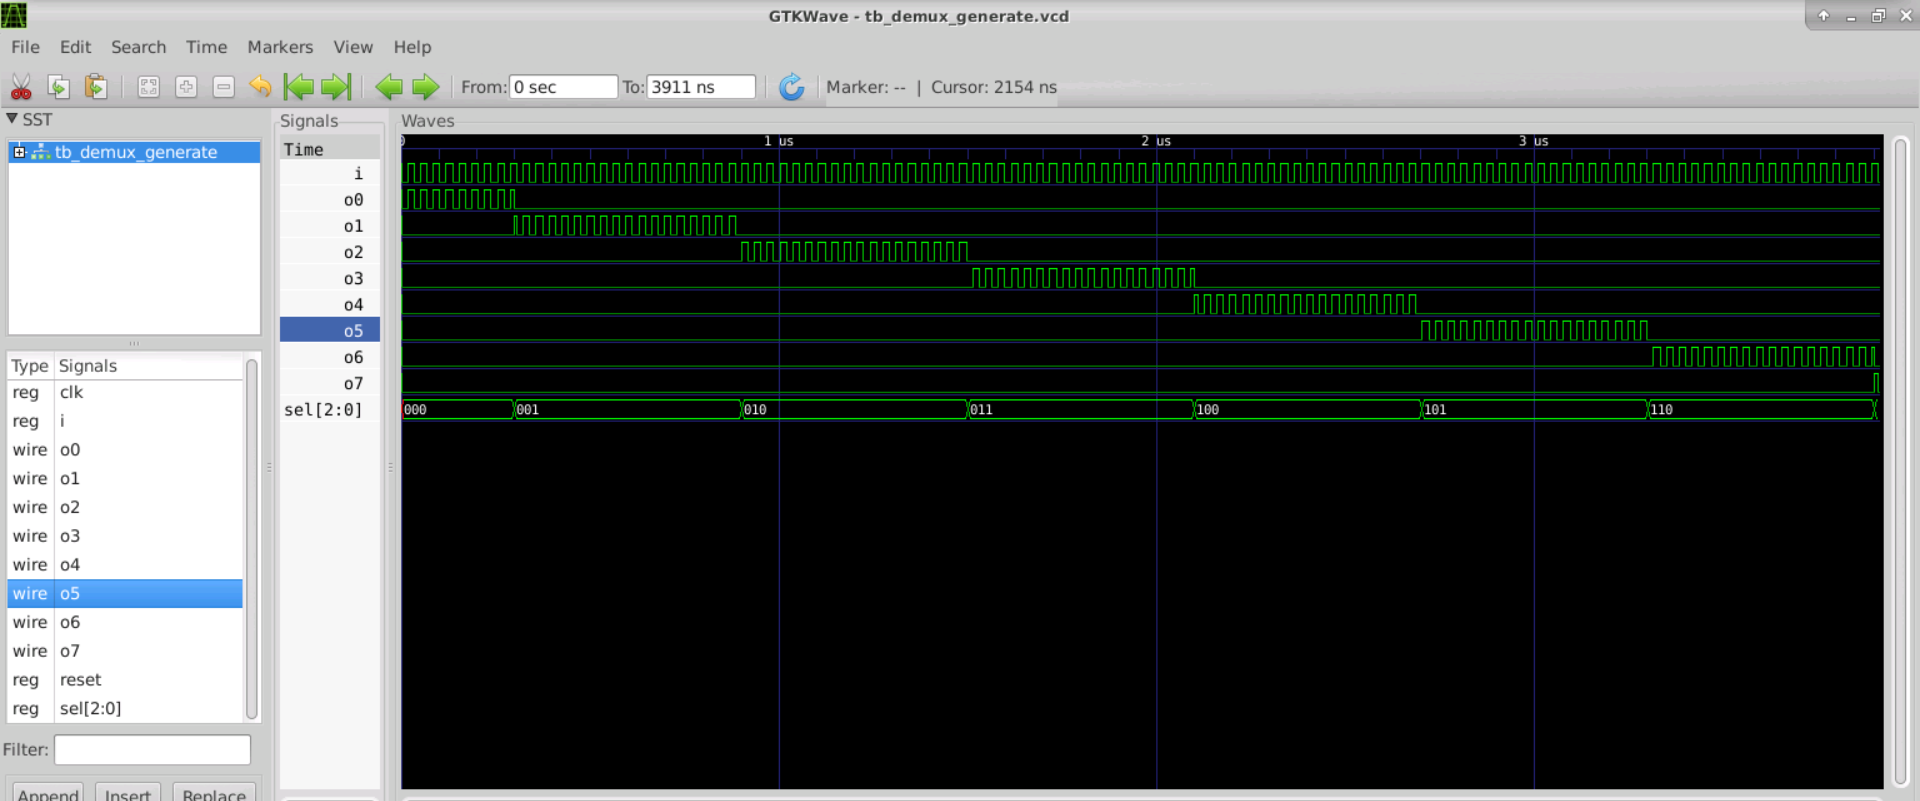 GTKWave - tb_demux_generate.vcd
File Edit Search Time Markers View Help
From: 0 sec To: 3911 ns Marker: -- | Cursor: 2154 ns
SST
tb_demux_generate
Type Signals
reg clk
reg i
wire o0
wire o1
wire o2
wire o3
wire o4
wire o5
wire o6
wire o7
reg reset
reg sel[2:0]
Filter:
Append Insert Replace
Signals
Time
i
o0
o1
o2
o3
o4
o5
o6
o7
sel[2:0]
Waves
0 1 us 2 us 3 us
000 001 010 011 100 101 110